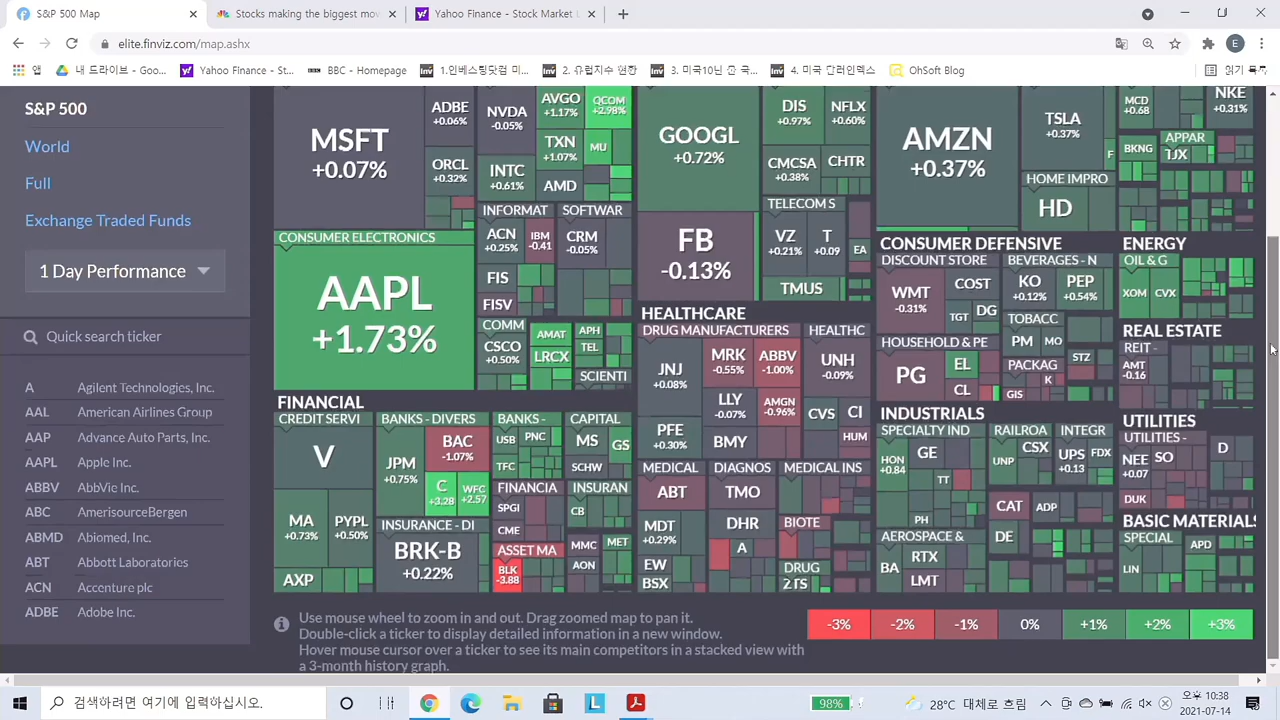 S&P 500 Map
Stocks making the biggest mo
Yahoo Finance - Stock Market
elite.finviz.com/map.ashx
E
앱
내 드라이브 - Goo...
Yahoo Finance - St...
BBC - Homepage
1.인베스팅닷컴 미...
2. 유럽지수 현황
3. 미국10년 준 국...
4. 미국 달러인덱스
OhSoft Blog
읽기 목록
S&P 500
World
Full
Exchange Traded Funds
1 Day Performance
Quick search ticker
A Agilent Technologies, Inc.
AAL American Airlines Group
AAP Advance Auto Parts, Inc.
AAPL Apple Inc.
ABBV AbbVie Inc.
ABC AmerisourceBergen
ABMD Abiomed, Inc.
ABT Abbott Laboratories
ACN Accenture plc
ADBE Adobe Inc.
MSFT
+0.07%
ADBE
+0.06%
ORCL
+0.32%
NVDA
-0.05%
AVGO
+1.17%
QCOM
+2.98%
TXN
+1.07%
MU
INTC
+0.61%
AMD
CONSUMER ELECTRONICS
AAPL
+1.73%
INFORMAT
ACN
+0.25%
IBM
-0.41
FIS
FISV
SOFTWAR
CRM
-0.05%
COMM
CSCO
+0.50%
AMAT
LRCX
APH
TEL
SCIENTI
GOOGL
+0.72%
FB
-0.13%
DIS
+0.97%
NFLX
+0.60%
CMCSA
+0.38%
CHTR
TELECOM S
VZ
+0.21%
T
+0.09
TMUS
EA
AMZN
+0.37%
TSLA
+0.37%
F
HOME IMPRO
HD
MCD
+0.68
NKE
+0.31%
BKNG
APPAR
TJX
FINANCIAL
CREDIT SERVI
V
MA
+0.73%
PYPL
+0.50%
AXP
BANKS - DIVERS
JPM
+0.75%
BAC
-1.07%
C
+3.28
WFC
+2.57
INSURANCE - DI
BRK-B
+0.22%
BANKS -
USB
PNC
TFC
FINANCIA
SPGI
CME
ASSET MA
BLK
-3.88
CAPITAL
MS
GS
SCHW
INSURAN
CB
MMC
MET
AON
HEALTHCARE
DRUG MANUFACTURERS
JNJ
+0.08%
MRK
-0.55%
ABBV
-1.00%
LLY
-0.07%
AMGN
-0.96%
PFE
+0.30%
BMY
HEALTHC
UNH
-0.09%
CVS
CI
HUM
MEDICAL
ABT
MDT
+0.29%
EW
BSX
DIAGNOS
TMO
DHR
A
MEDICAL INS
BIOTE
DRUG
ZTS
CONSUMER DEFENSIVE
DISCOUNT STORE
WMT
-0.31%
COST
TGT
DG
BEVERAGES - N
KO
+0.12%
PEP
+0.54%
TOBACC
PM
MO
HOUSEHOLD & PE
PG
EL
CL
PACKAG
K
GIS
STZ
INDUSTRIALS
SPECIALTY IND
HON
+0.84
GE
TT
PH
RAILROA
UNP
CSX
INTEGR
UPS
+0.13
FDX
CAT
DE
ADP
AEROSPACE &
BA
RTX
LMT
ENERGY
OIL & G
XOM
CVX
REAL ESTATE
REIT -
AMT
-0.16
UTILITIES
UTILITIES -
NEE
+0.07
SO
D
DUK
BASIC MATERIALS
SPECIAL
LIN
APD
Use mouse wheel to zoom in and out. Drag zoomed map to pan it.
Double-click a ticker to display detailed information in a new window.
Hover mouse cursor over a ticker to see its main competitors in a stacked view with
a 3-month history graph.
-3% -2% -1% 0% +1% +2% +3%
검색하려면 여기에 입력하십시오.
L
98%
28°C 대체로 흐림
오후 10:38
2021-07-14